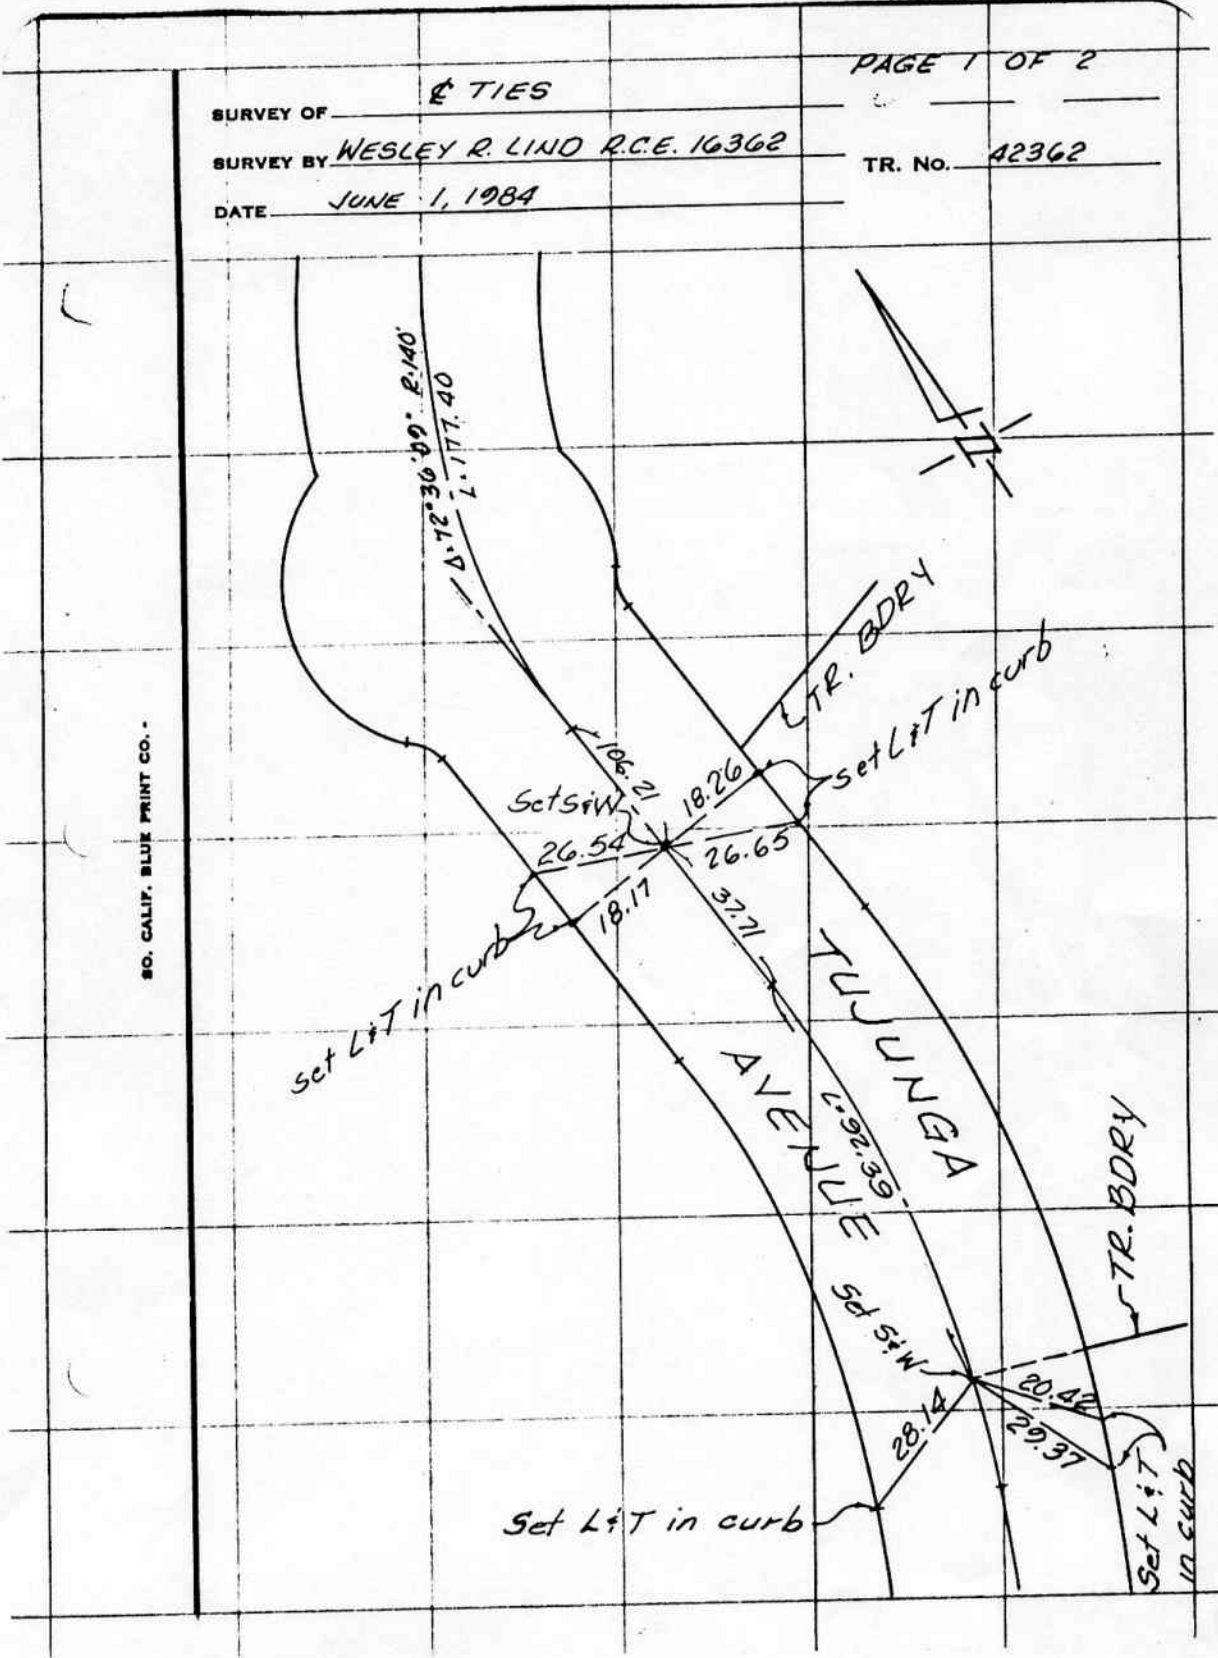 PAGE 1 OF 2
SURVEY OF ℄ TIES
SURVEY BY WESLEY R. LIND R.C.E. 16362
TR. No. 42362
DATE JUNE 1, 1984
Δ=72°36'09" R=140'
L=177.40
TR. BDRY
set L&T in curb
106.21
18.26
Set S&W
26.54
26.65
18.17
37.71
set L&T in curb
TUJUNGA
AVENUE
L=92.39
TR. BDRY
Set S&W
20.42
29.37
28.14
Set L&T in curb
Set L&T
in curb
SO. CALIF. BLUE PRINT CO. -